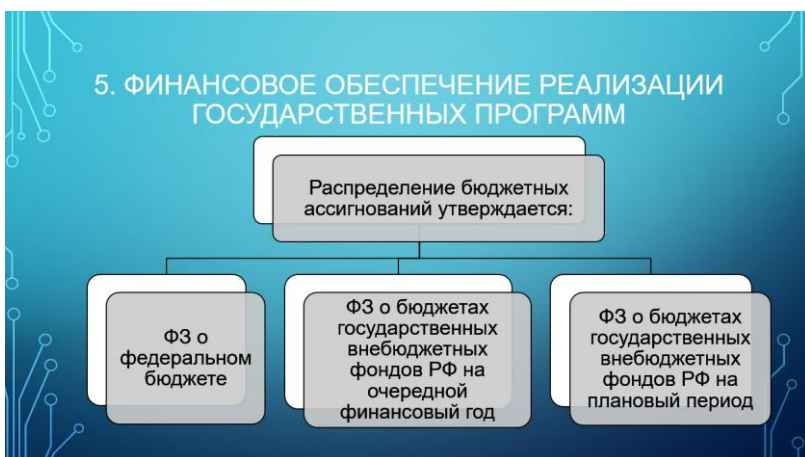 5. ФИНАНСОВОЕ ОБЕСПЕЧЕНИЕ РЕАЛИЗАЦИИ
ГОСУДАРСТВЕННЫХ ПРОГРАММ
Распределение бюджетных
ассигнований утверждается:
ФЗ о
федеральном
бюджете
ФЗ о бюджетах
государственных
внебюджетных
фондов РФ на
очередной
финансовый год
ФЗ о бюджетах
государственных
внебюджетных
фондов РФ на
плановый период